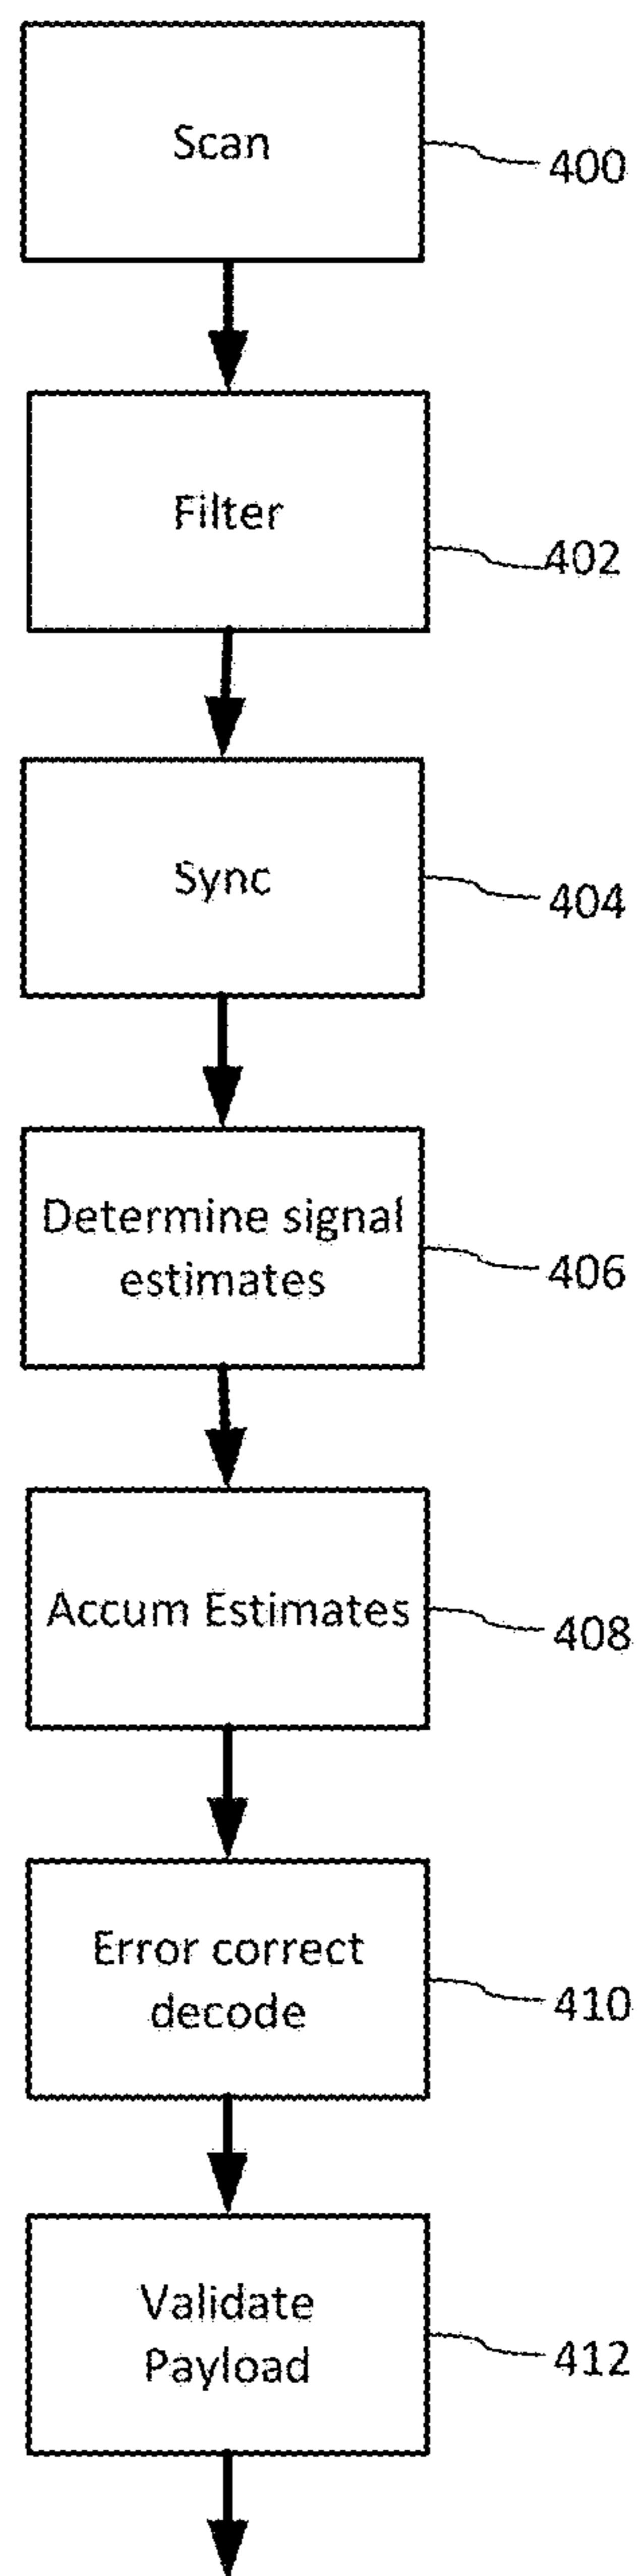 Scan
400
Filter
402
Sync
404
Determine signal
estimates
406
Accum Estimates
408
Error correct
decode
410
Validate
Payload
412